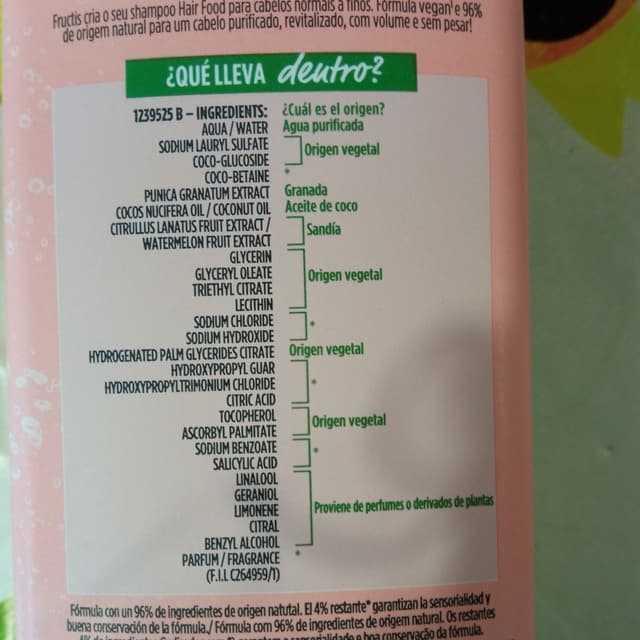 Fructis cria o seu shampoo Hair Food para cabelos normais a finos. Fórmula vegan¹ e 96%
de origem natural para um cabelo purificado, revitalizado, com volume e sem pesar!
¿QUÉ LLEVA dentro?
1239525 B – INGREDIENTS: ¿Cuál es el origen?
AQUA / WATER Agua purificada
SODIUM LAURYL SULFATE
COCO-GLUCOSIDE
Origen vegetal
COCO-BETAINE *
PUNICA GRANATUM EXTRACT Granada
COCOS NUCIFERA OIL / COCONUT OIL Aceite de coco
CITRULLUS LANATUS FRUIT EXTRACT /
WATERMELON FRUIT EXTRACT
Sandía
GLYCERIN
GLYCERYL OLEATE
TRIETHYL CITRATE
LECITHIN
Origen vegetal
SODIUM CHLORIDE
SODIUM HYDROXIDE
*
HYDROGENATED PALM GLYCERIDES CITRATE Origen vegetal
HYDROXYPROPYL GUAR
HYDROXYPROPYLTRIMONIUM CHLORIDE
CITRIC ACID
*
TOCOPHEROL
ASCORBYL PALMITATE
Origen vegetal
SODIUM BENZOATE
SALICYLIC ACID
*
LINALOOL
GERANIOL
LIMONENE
CITRAL
BENZYL ALCOHOL
Proviene de perfumes o derivados de plantas
PARFUM / FRAGRANCE *
(F.I.L C264959/1)
Fórmula con un 96% de ingredientes de origen natutal. El 4% restante* garantizan la sensorialidad y
buena conservación de la fórmula./ Fórmula com 96% de ingredientes de origem natural. Os restantes
sensorialidade e boa conservação da fórmula.